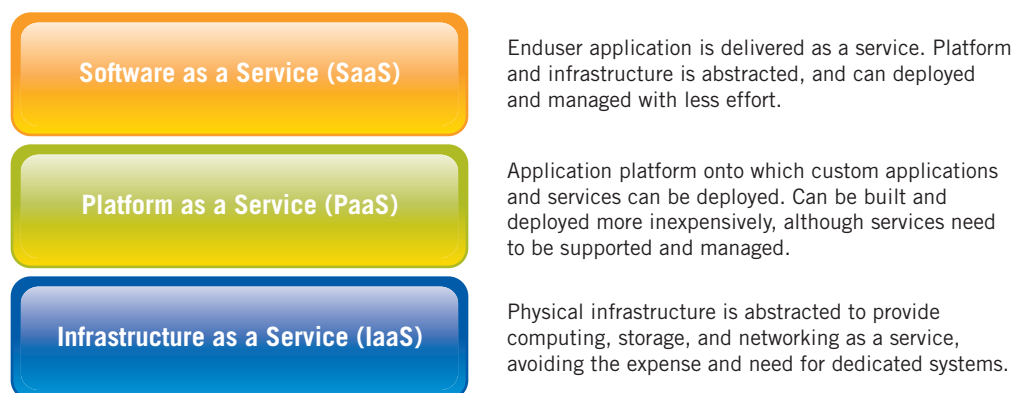 Software as a Service (SaaS)
Enduser application is delivered as a service. Platform
and infrastructure is abstracted, and can deployed
and managed with less effort.
Platform as a Service (PaaS)
Application platform onto which custom applications
and services can be deployed. Can be built and
deployed more inexpensively, although services need
to be supported and managed.
Infrastructure as a Service (IaaS)
Physical infrastructure is abstracted to provide
computing, storage, and networking as a service,
avoiding the expense and need for dedicated systems.